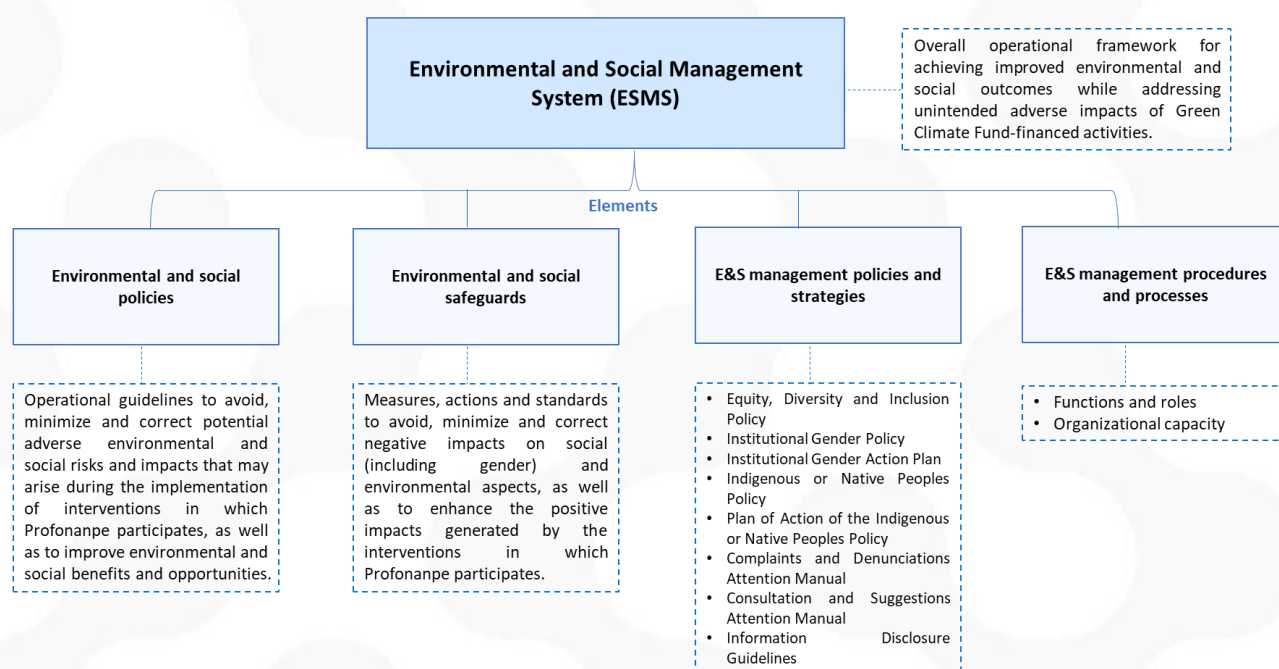 Environmental and Social Management
System (ESMS)
Overall operational framework for
achieving improved environmental and
social outcomes while addressing
unintended adverse impacts of Green
Climate Fund-financed activities.
Elements
Environmental and social
policies
Environmental and social
safeguards
E&S management policies and
strategies
E&S management procedures
and processes
Operational guidelines to avoid,
minimize and correct potential
adverse environmental and
social risks and impacts that may
arise during the implementation
of interventions in which
Profonanpe participates, as well
as to improve environmental and
social benefits and opportunities.
Measures, actions and standards
to avoid, minimize and correct
negative impacts on social
(including gender) and
environmental aspects, as well
as to enhance the positive
impacts generated by the
interventions in which
Profonanpe participates.
• Equity, Diversity and Inclusion
Policy
• Institutional Gender Policy
• Institutional Gender Action Plan
• Indigenous or Native Peoples
Policy
• Plan of Action of the Indigenous
or Native Peoples Policy
• Complaints and Denunciations
Attention Manual
• Consultation and Suggestions
Attention Manual
• Information Disclosure
Guidelines
• Functions and roles
• Organizational capacity